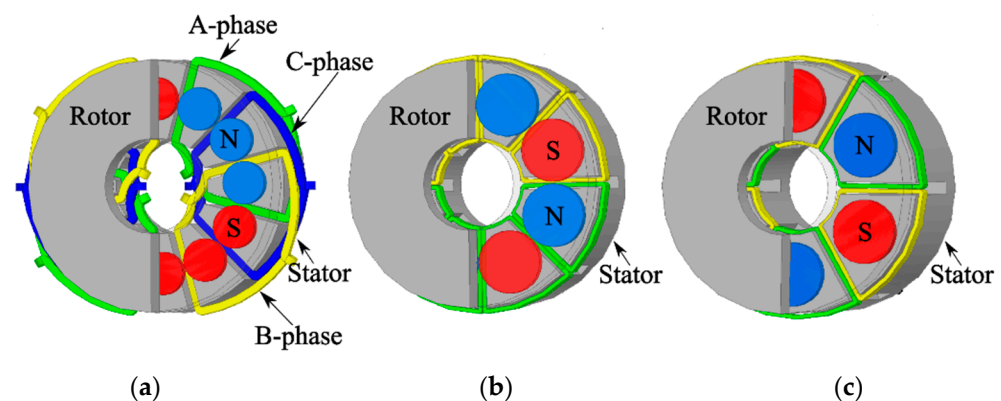 A-phase
C-phase
Rotor
N
S
Stator
B-phase
(a)
(b)
Rotor
S
N
Stator
(b)
(c)
Rotor
N
S
Stator
(c)